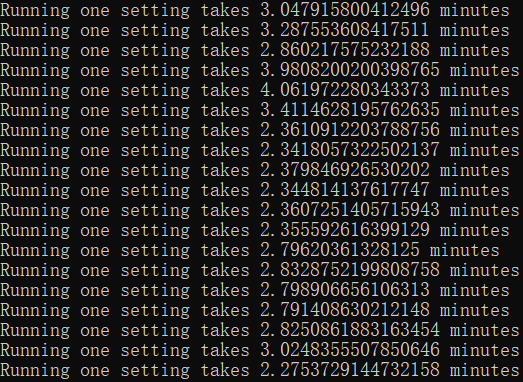 Running one setting takes 3.047915800412496 minutes
Running one setting takes 3.287553608417511 minutes
Running one setting takes 2.860217575232188 minutes
Running one setting takes 3.9808200200398765 minutes
Running one setting takes 4.061972280343373 minutes
Running one setting takes 3.4114628195762635 minutes
Running one setting takes 2.3610912203788756 minutes
Running one setting takes 2.3418057322502137 minutes
Running one setting takes 2.379846926530202 minutes
Running one setting takes 2.344814137617747 minutes
Running one setting takes 2.3607251405715943 minutes
Running one setting takes 2.355592616399129 minutes
Running one setting takes 2.79620361328125 minutes
Running one setting takes 2.8328752199808758 minutes
Running one setting takes 2.798906656106313 minutes
Running one setting takes 2.791408630212148 minutes
Running one setting takes 2.8250861883163454 minutes
Running one setting takes 3.0248355507850646 minutes
Running one setting takes 2.2753729144732158 minutes